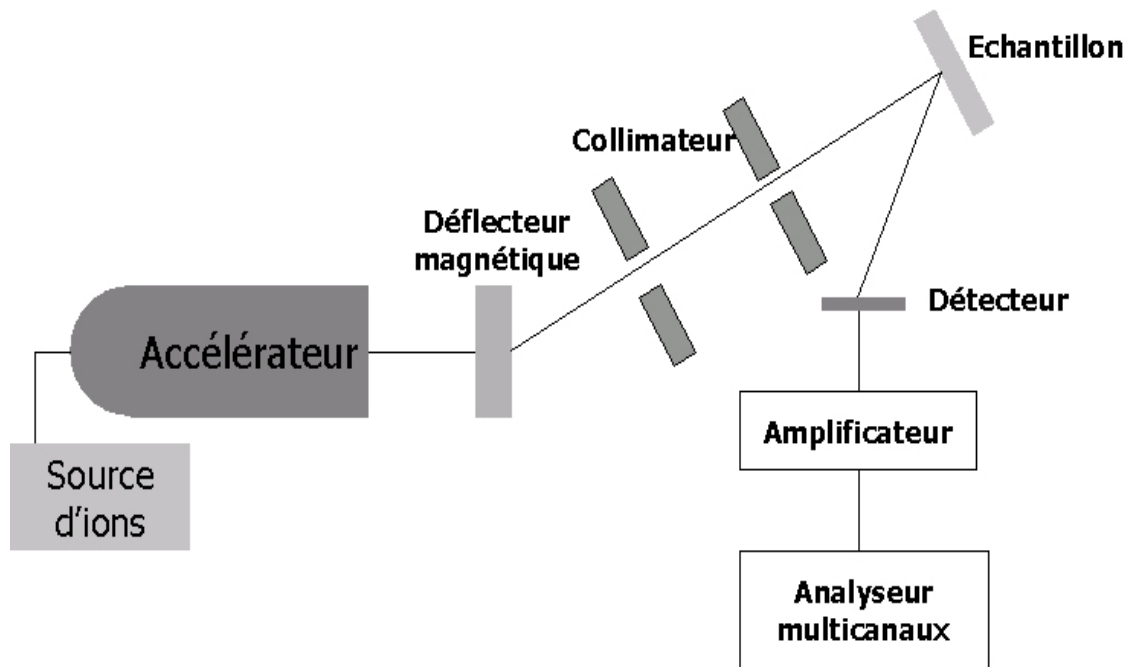 Echantillon
Collimateur
Déflecteur
magnétique
Détecteur
Accélérateur
Amplificateur
Source
d'ions
Analyseur
multicanaux